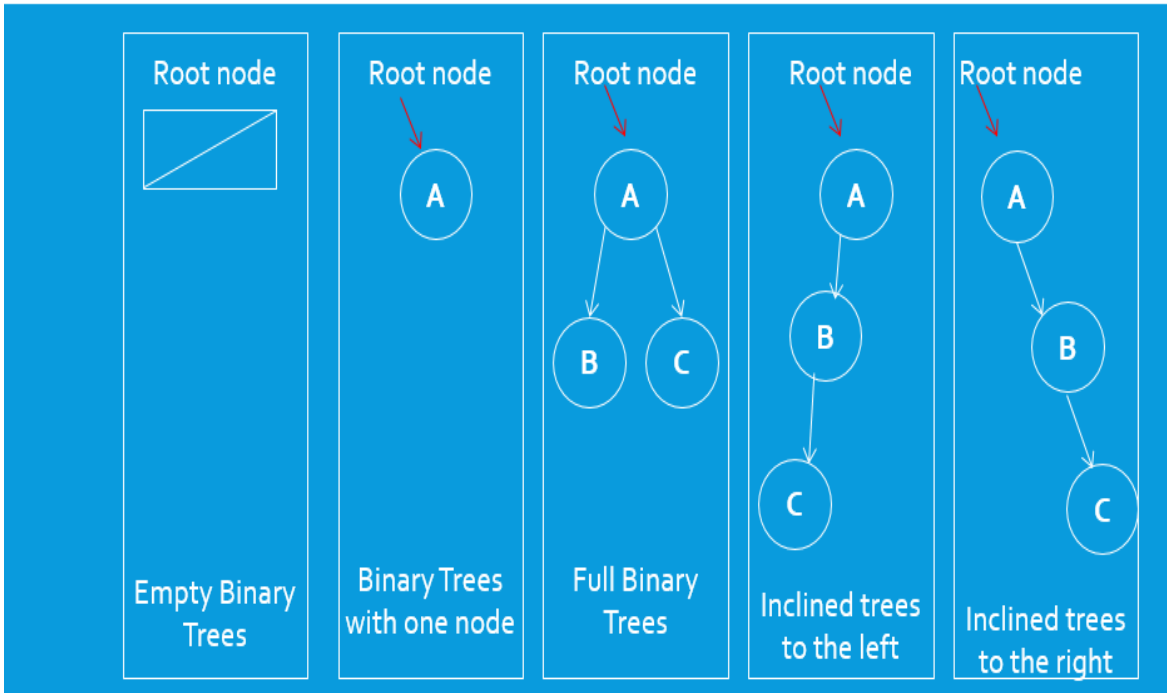 Root node
Empty Binary
Trees
Root node
A
Binary Trees
with one node
Root node
A
B
C
Full Binary
Trees
Root node
A
B
C
Inclined trees
to the left
Root node
A
B
C
Inclined trees
to the right